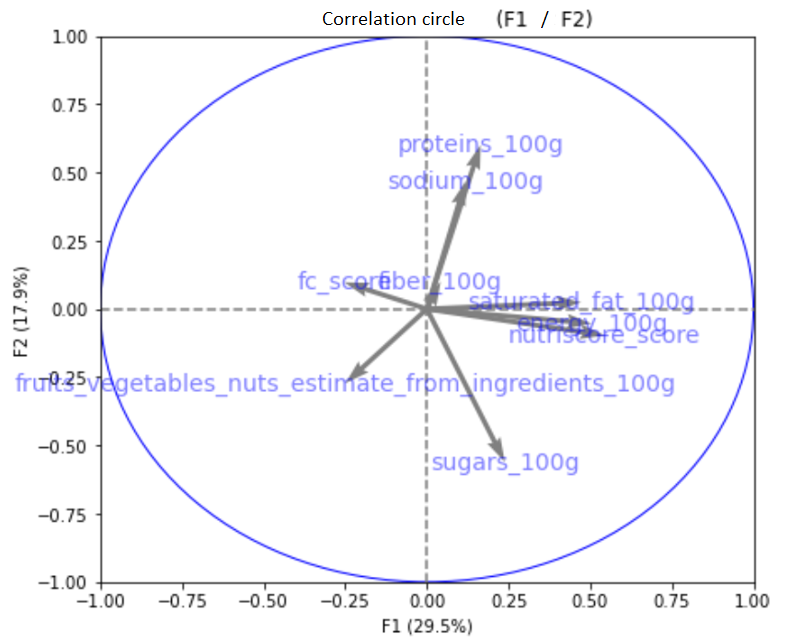 Correlation circle (F1 / F2)
1.00
0.75
0.50
0.25
0.00
−0.25
−0.50
−0.75
−1.00
F2 (17.9%)
proteins_100g
sodium_100g
fc_score
fiber_100g
saturated_fat_100g
energy_100g
nutriscore_score
fruits_vegetables_nuts_estimate_from_ingredients_100g
sugars_100g
−1.00 −0.75 −0.50 −0.25 0.00 0.25 0.50 0.75 1.00
F1 (29.5%)